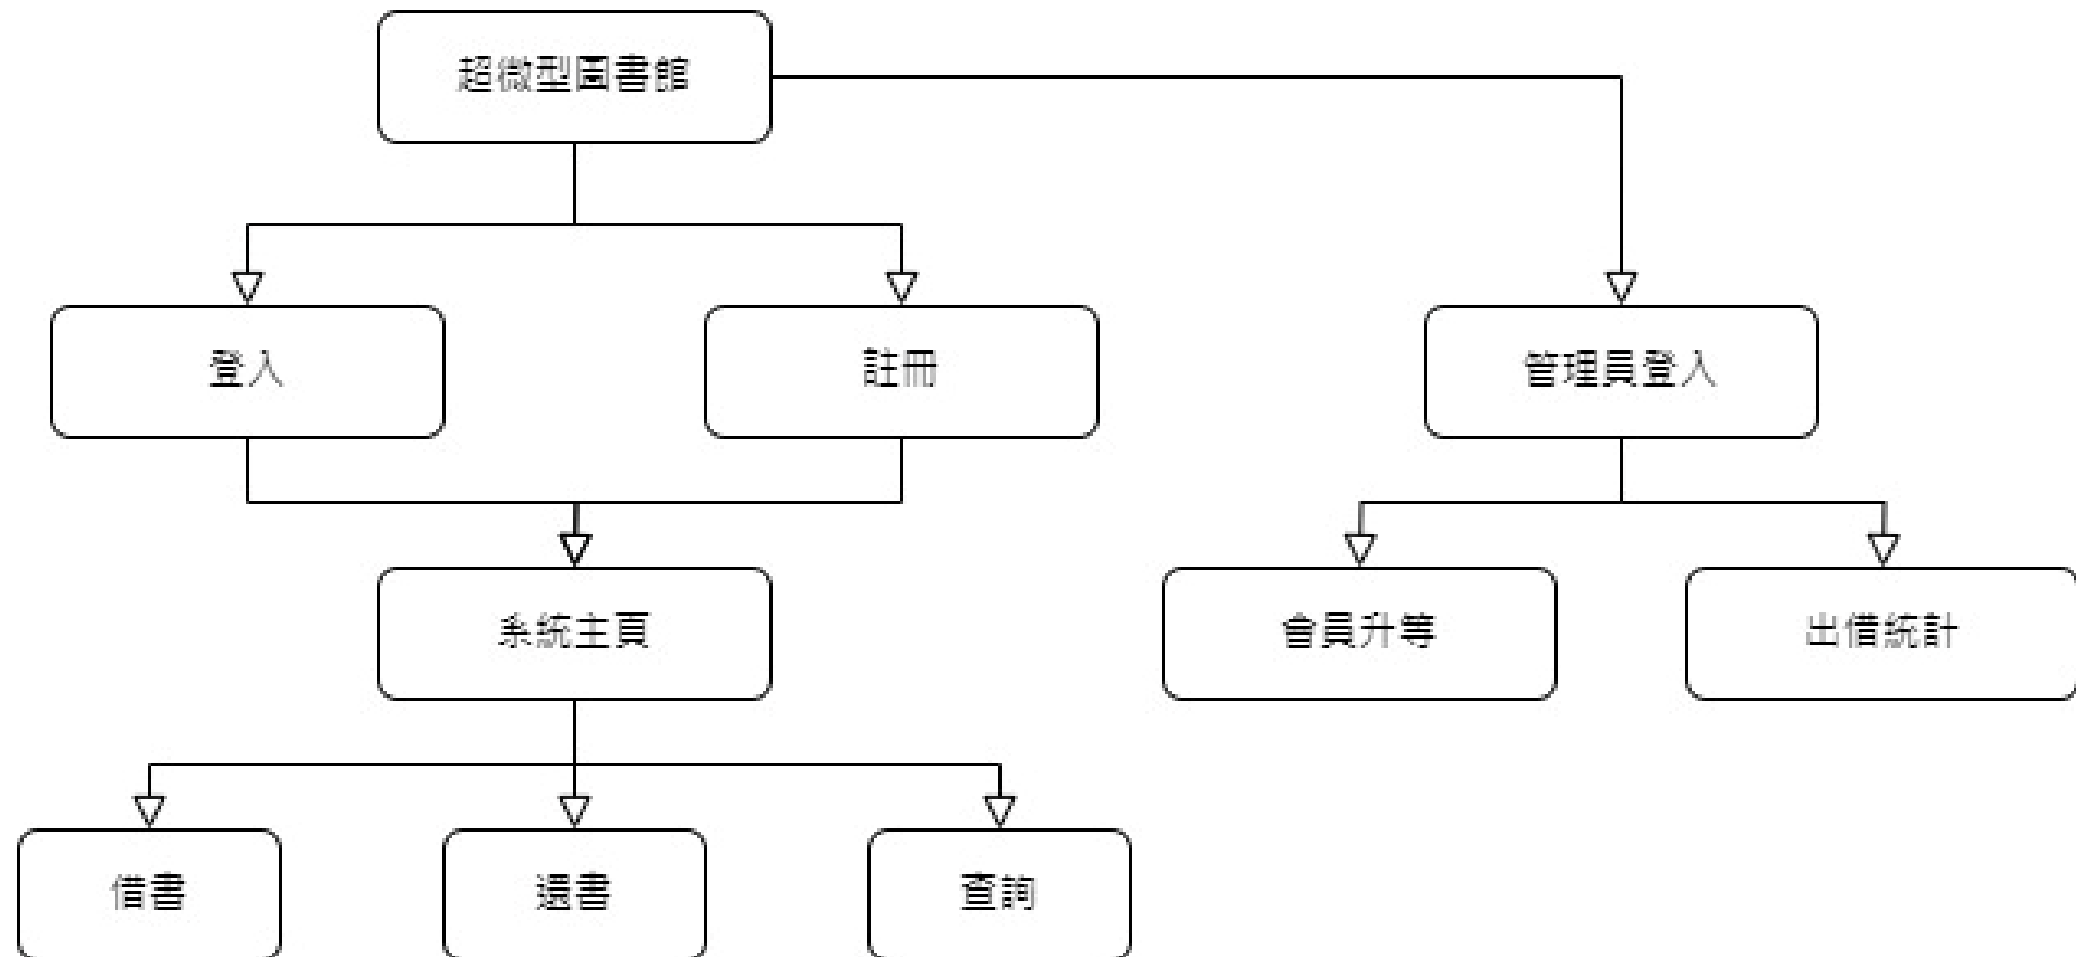 超微型圖書館
登入
註冊
管理員登入
系統主頁
會員升等
出借統計
借書
還書
查詢